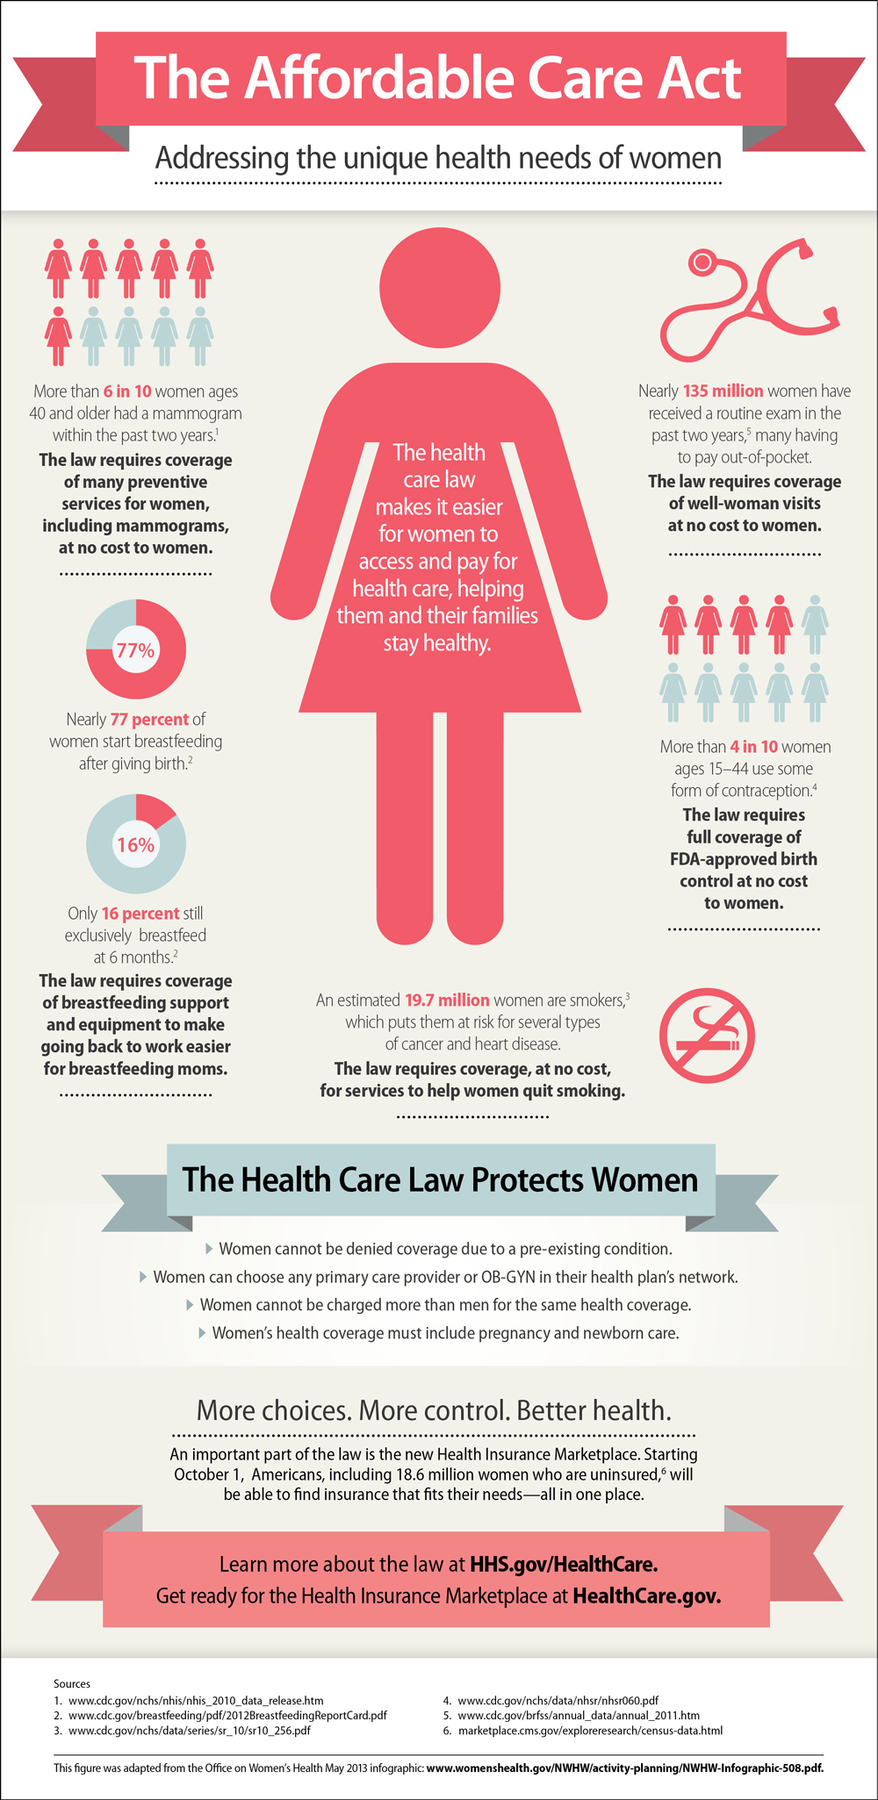 The Affordable Care Act
Addressing the unique health needs of women
More than 6 in 10 women ages
40 and older had a mammogram
within the past two years.1
The law requires coverage
of many preventive
services for women,
including mammograms,
at no cost to women.
77%
Nearly 77 percent of
women start breastfeeding
after giving birth.2
16%
Only 16 percent still
exclusively breastfeed
at 6 months.2
The law requires coverage
of breastfeeding support
and equipment to make
going back to work easier
for breastfeeding moms.
The health
care law
makes it easier
for women to
access and pay for
health care, helping
them and their families
stay healthy.
Nearly 135 million women have
received a routine exam in the
past two years,5 many having
to pay out-of-pocket.
The law requires coverage
of well-woman visits
at no cost to women.
More than 4 in 10 women
ages 15–44 use some
form of contraception.4
The law requires
full coverage of
FDA-approved birth
control at no cost
to women.
An estimated 19.7 million women are smokers,3
which puts them at risk for several types
of cancer and heart disease.
The law requires coverage, at no cost,
for services to help women quit smoking.
The Health Care Law Protects Women
Women cannot be denied coverage due to a pre-existing condition.
Women can choose any primary care provider or OB-GYN in their health plan's network.
Women cannot be charged more than men for the same health coverage.
Women's health coverage must include pregnancy and newborn care.
More choices. More control. Better health.
An important part of the law is the new Health Insurance Marketplace. Starting
October 1, Americans, including 18.6 million women who are uninsured,6 will
be able to find insurance that fits their needs—all in one place.
Learn more about the law at HHS.gov/HealthCare.
Get ready for the Health Insurance Marketplace at HealthCare.gov.
Sources
1. www.cdc.gov/nchs/nhis/nhis_2010_data_release.htm
2. www.cdc.gov/breastfeeding/pdf/2012BreastfeedingReportCard.pdf
3. www.cdc.gov/nchs/data/series/sr_10/sr10_256.pdf
4. www.cdc.gov/nchs/data/nhsr/nhsr060.pdf
5. www.cdc.gov/brfss/annual_data/annual_2011.htm
6. marketplace.cms.gov/exploreresearch/census-data.html
This figure was adapted from the Office on Women's Health May 2013 infographic: www.womenshealth.gov/NWHW/activity-planning/NWHW-Infographic-508.pdf.